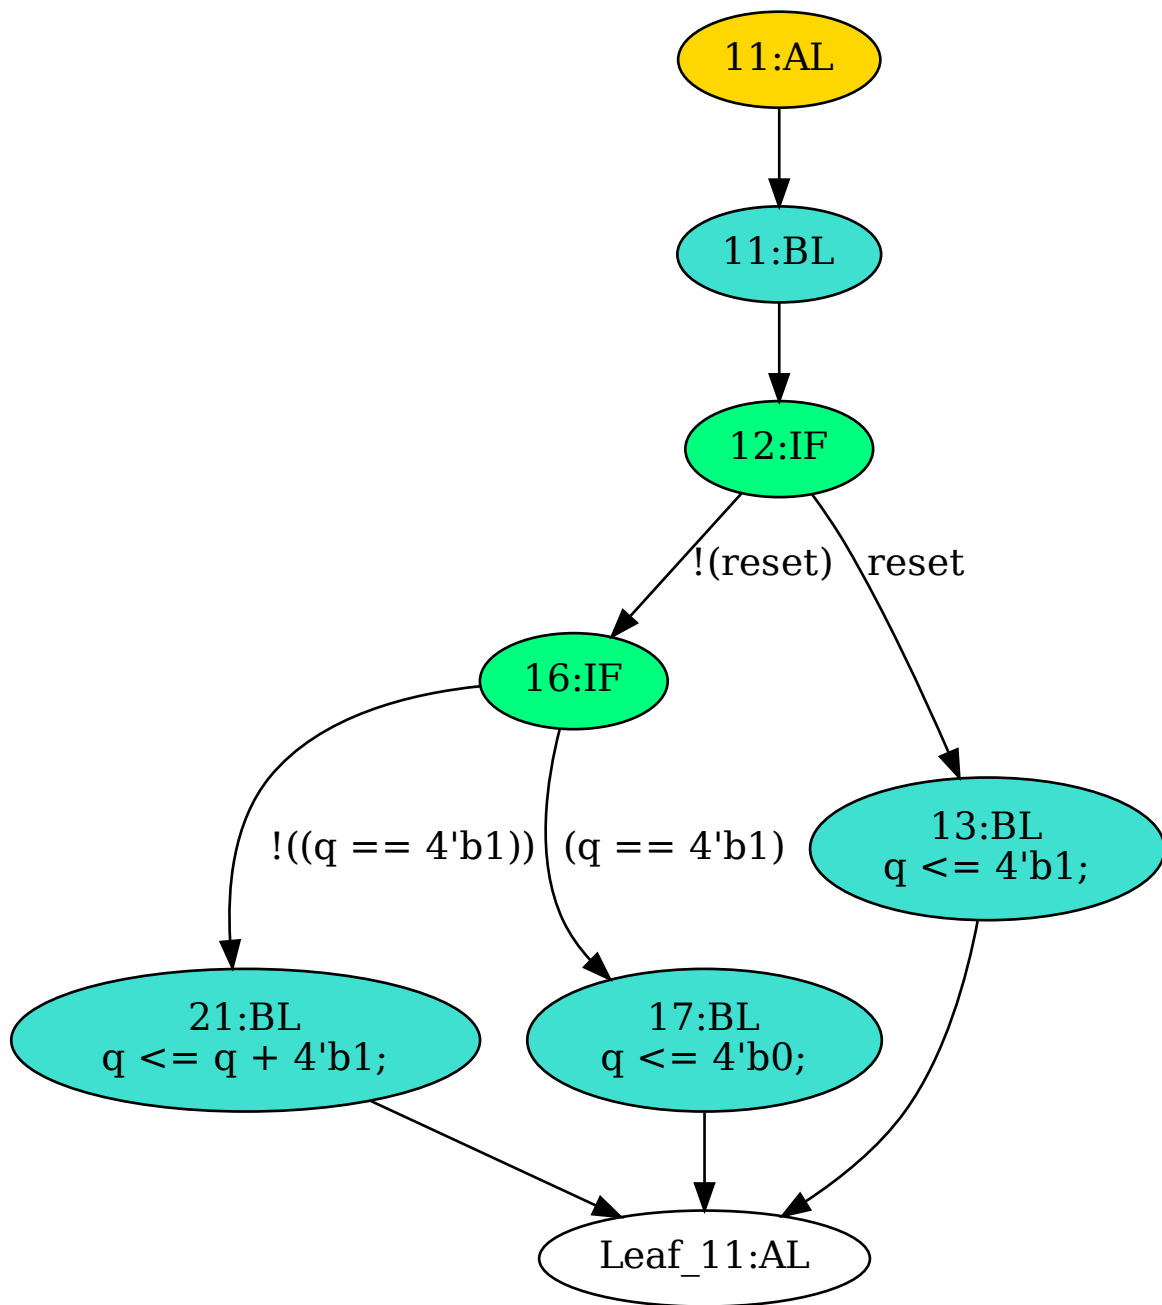 11:AL
11:BL
12:IF
!(reset)
reset
16:IF
!((q == 4'b1))
(q == 4'b1)
13:BL
q <= 4'b1;
21:BL
q <= q + 4'b1;
17:BL
q <= 4'b0;
Leaf_11:AL